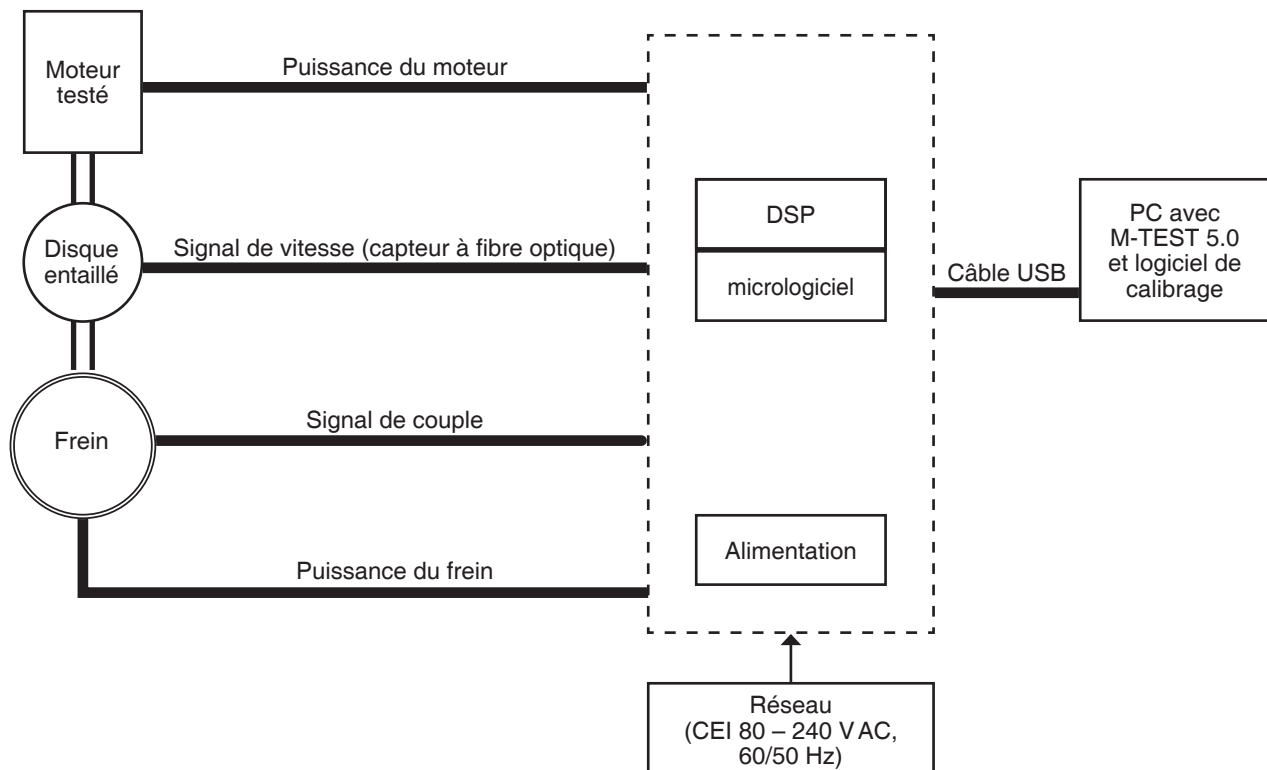 Moteur
testé
Puissance du moteur
DSP
micrologiciel
Disque
entaillé
Signal de vitesse (capteur à fibre optique)
Câble USB
PC avec
M-TEST 5.0
et logiciel de
calibrage
Frein
Signal de couple
Alimentation
Puissance du frein
Réseau
(CEI 80 – 240 V AC,
60/50 Hz)